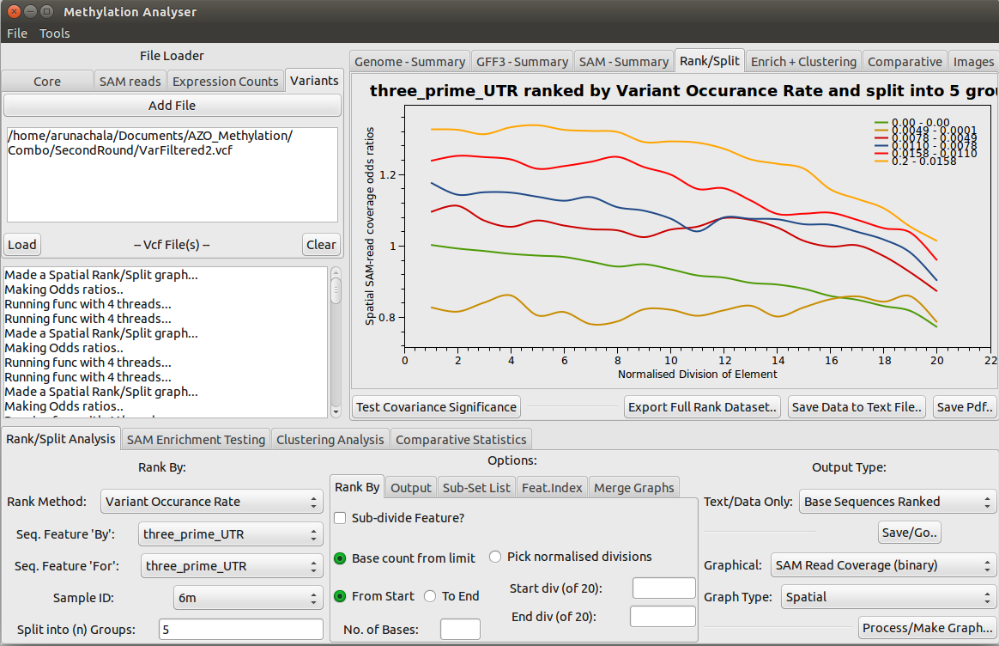 Methylation Analyser
File Tools
File Loader
Core SAM reads Expression Counts Variants
Add File
/home/arunachala/Documents/AZO_Methylation/
Combo/SecondRound/VarFiltered2.vcf
Load -- Vcf File(s) -- Clear
Made a Spatial Rank/Split graph...
Making Odds ratios..
Running func with 4 threads...
Running func with 4 threads...
Made a Spatial Rank/Split graph...
Making Odds ratios..
Running func with 4 threads...
Running func with 4 threads...
Made a Spatial Rank/Split graph...
Making Odds ratios..
Genome - Summary GFF3 - Summary SAM - Summary Rank/Split Enrich + Clustering Comparative Images
three_prime_UTR ranked by Variant Occurance Rate and split into 5 grou
0.00 - 0.00
0.0049 - 0.0001
0.0078 - 0.0049
0.0110 - 0.0078
0.0158 - 0.0110
0.2 - 0.0158
Spatial SAM-read coverage odds ratios
1.2
1
0.8
0 2 4 6 8 10 12 14 16 18 20 22
Normalised Division of Element
Test Covariance Significance Export Full Rank Dataset.. Save Data to Text File.. Save Pdf..
Rank/Split Analysis SAM Enrichment Testing Clustering Analysis Comparative Statistics
Rank By:
Rank Method: Variant Occurance Rate
Seq. Feature 'By': three_prime_UTR
Seq. Feature 'For': three_prime_UTR
Sample ID: 6m
Split into (n) Groups: 5
Options:
Rank By Output Sub-Set List Feat.Index Merge Graphs
Sub-divide Feature?
Base count from limit Pick normalised divisions
From Start To End Start div (of 20):
End div (of 20):
No. of Bases:
Output Type:
Text/Data Only: Base Sequences Ranked
Save/Go..
Graphical: SAM Read Coverage (binary)
Graph Type: Spatial
Process/Make Graph...